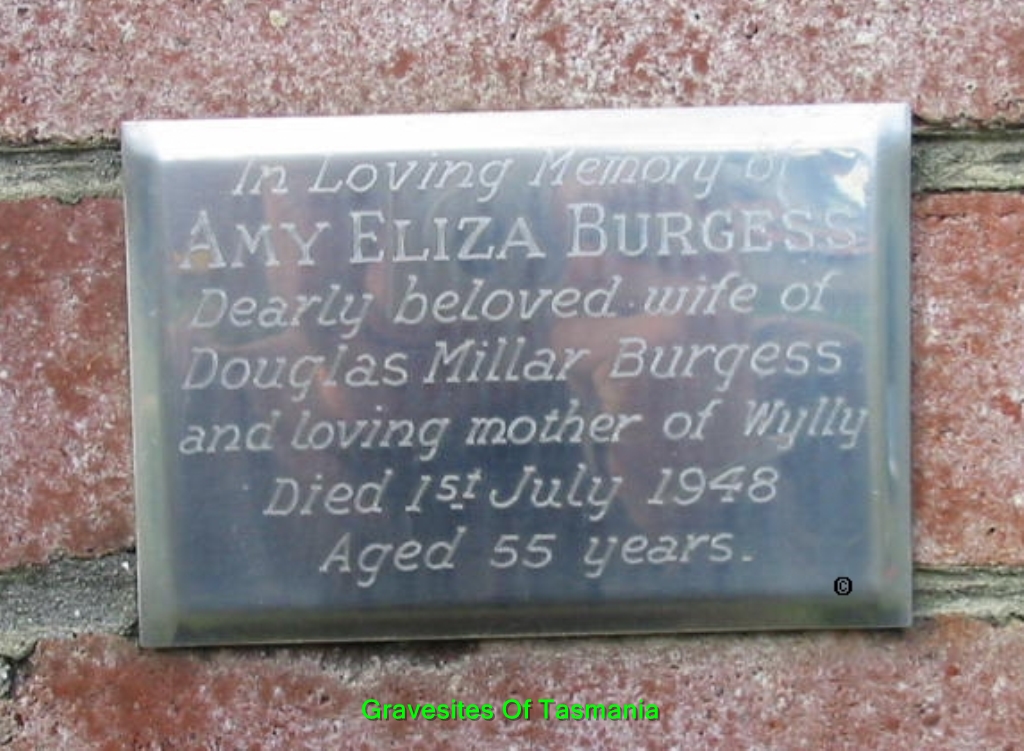 In Loving Memory of
AMY ELIZA BURGESS
Dearly beloved wife of
Douglas Millar Burgess
and loving mother of Wylly
Died 1st July 1948
Aged 55 years.
©
Gravesites Of Tasmania